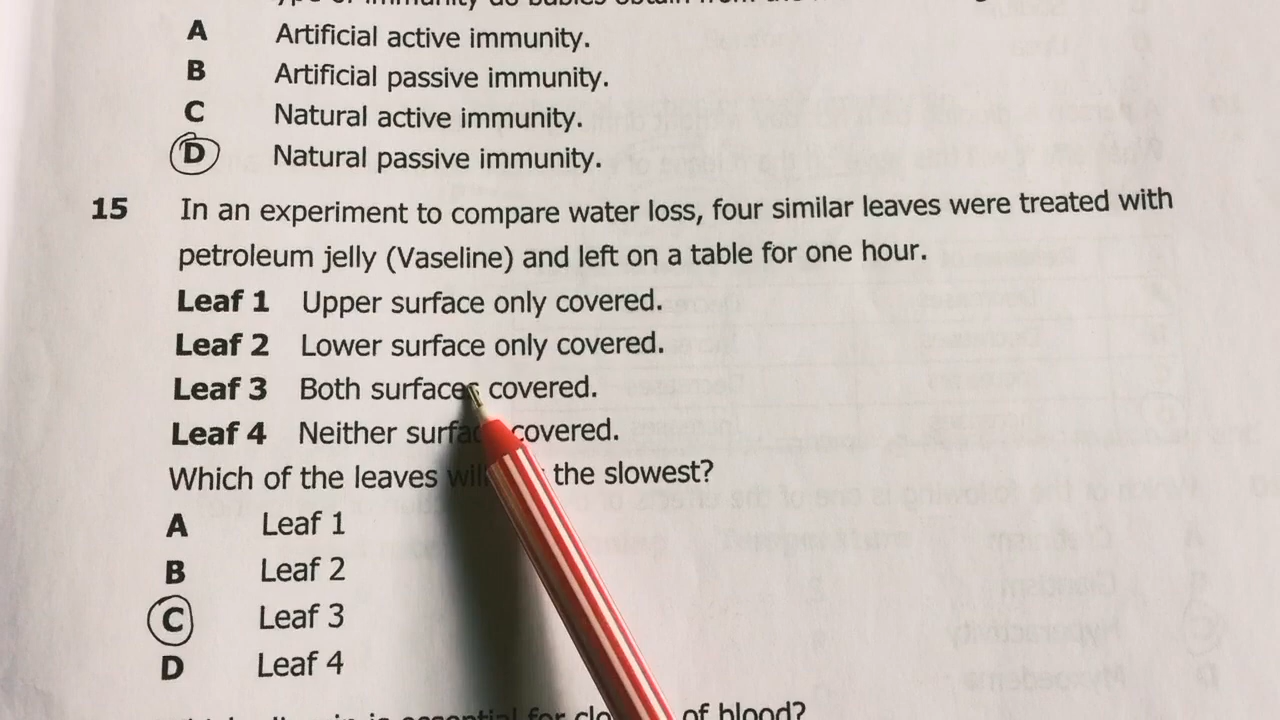 A Artificial active immunity.
B Artificial passive immunity.
C Natural active immunity.
D Natural passive immunity.
15 In an experiment to compare water loss, four similar leaves were treated with
petroleum jelly (Vaseline) and left on a table for one hour.
Leaf 1 Upper surface only covered.
Leaf 2 Lower surface only covered.
Leaf 3 Both surfaces covered.
Leaf 4 Neither covered.
Which of the leaves will the slowest?
A Leaf 1
B Leaf 2
C Leaf 3
D Leaf 4
of blood?